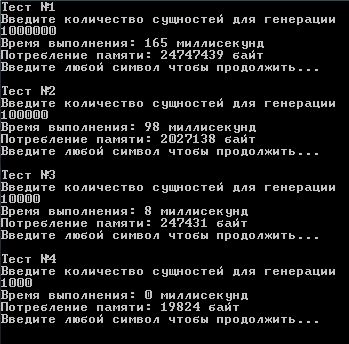 Тест №1
Введите количество сущностей для генерации
1000000
Время выполнения: 165 миллисекунд
Потребление памяти: 24747439 байт
Введите любой символ чтобы продолжить...
Тест №2
Введите количество сущностей для генерации
100000
Время выполнения: 98 миллисекунд
Потребление памяти: 2027138 байт
Введите любой символ чтобы продолжить...
Тест №3
Введите количество сущностей для генерации
10000
Время выполнения: 8 миллисекунд
Потребление памяти: 247431 байт
Введите любой символ чтобы продолжить...
Тест №4
Введите количество сущностей для генерации
1000
Время выполнения: 0 миллисекунд
Потребление памяти: 19824 байт
Введите любой символ чтобы продолжить...